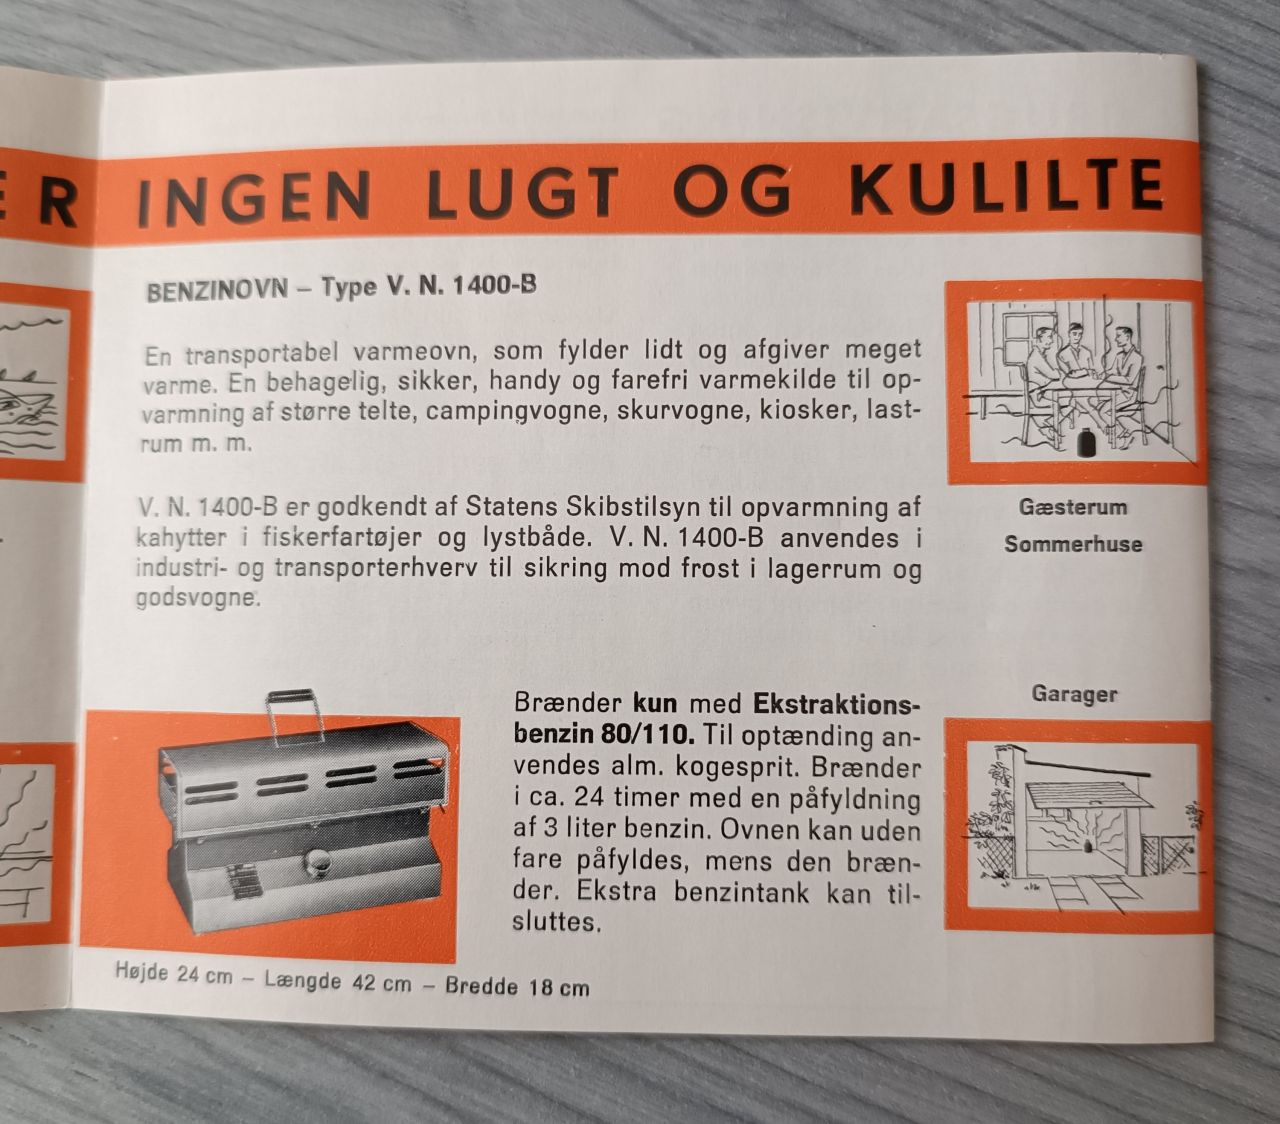 ER INGEN LUGT OG KULILTE
BENZINOVN – Type V. N. 1400-B
En transportabel varmeovn, som fylder lidt og afgiver meget
varme. En behagelig, sikker, handy og farefri varmekilde til op-
varmning af større telte, campingvogne, skurvogne, kiosker, last-
rum m. m.
V. N. 1400-B er godkendt af Statens Skibstilsyn til opvarmning af
kahytter i fiskerfartøjer og lystbåde. V. N. 1400-B anvendes i
industri- og transporterhverv til sikring mod frost i lagerrum og
godsvogne.
Gæsterum
Sommerhuse
Garager
Brænder kun med Ekstraktions-
benzin 80/110. Til optænding an-
vendes alm. kogesprit. Brænder
i ca. 24 timer med en påfyldning
af 3 liter benzin. Ovnen kan uden
fare påfyldes, mens den bræn-
der. Ekstra benzintank kan til-
sluttes.
Højde 24 cm – Længde 42 cm – Bredde 18 cm